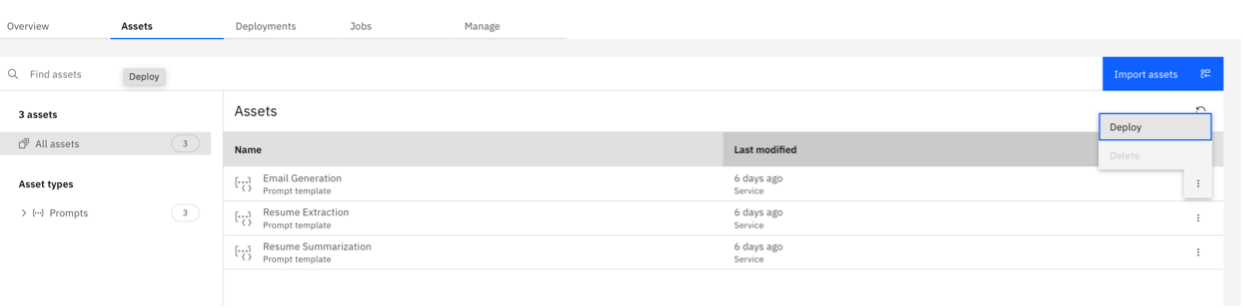 Overview Assets Deployments Jobs Manage
Find assets Deploy Import assets
3 assets
All assets 3
Asset types
Prompts 3
Assets
Deploy
Delete
Name Last modified
Email Generation 6 days ago
Prompt template Service
Resume Extraction 6 days ago
Prompt template Service
Resume Summarization 6 days ago
Prompt template Service